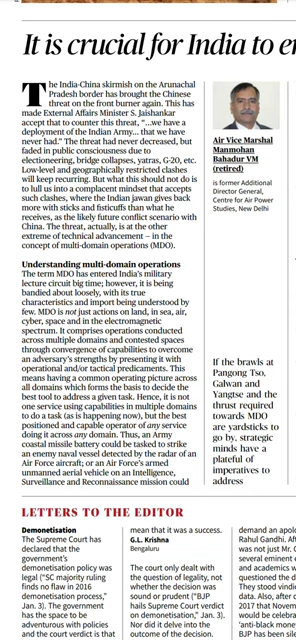 It is crucial for India to e
The India-China skirmish on the Arunachal
Pradesh border has brought the Chinese
threat on the front burner again. This has
made External Affairs Minister S. Jaishankar
accept that to counter this threat, “...we have a
deployment of the Indian Army... that we have
never had.” The threat had never decreased, but
faded in public consciousness due to
electioneering, bridge collapses, yatras, G-20, etc.
Low-level and geographically restricted clashes
will keep recurring. But what this should not do is
to lull us into a complacent mindset that accepts
such clashes, where the Indian jawan gives back
more with sticks and fisticuffs than what he
receives, as the likely future conflict scenario with
China. The threat, actually, is at the other
extreme of technical advancement — in the
concept of multi-domain operations (MDO).
Understanding multi-domain operations
The term MDO has entered India's military
lecture circuit big time; however, it is being
bandied about loosely, with its true
characteristics and import being understood by
few. MDO is not just actions on land, in sea, air,
cyber, space and in the electromagnetic
spectrum. It comprises operations conducted
across multiple domains and contested spaces
through convergence of capabilities to overcome
an adversary's strengths by presenting it with
operational and/or tactical predicaments. This
means having a common operating picture across
all domains which forms the basis to decide the
best tool to address a given task. Hence, it is not
one service using capabilities in multiple domains
to do a task (as is happening now), but the best
positioned and capable operator of any service
doing it across any domain. Thus, an Army
coastal missile battery could be tasked to strike
an enemy naval vessel detected by the radar of an
Air Force aircraft; or an Air Force's armed
unmanned aerial vehicle on an Intelligence,
Surveillance and Reconnaissance mission could
Air Vice Marshal
Manmohan
Bahadur VM
(retired)
is former Additional
Director General,
Centre for Air Power
Studies, New Delhi
If the brawls at
Pangong Tso,
Galwan and
Yangtse and the
thrust required
towards MDO
are yardsticks to
go by, strategic
minds have a
plateful of
imperatives to
address
LETTERS TO THE EDITOR
Demonetisation
The Supreme Court has
declared that the
government's
demonetisation policy was
legal (“SC majority ruling
finds no flaw in 2016
demonetisation process,”
Jan. 3). The government
has the space to be
adventurous with policies
the court verdict is that
mean that it was a success.
G.L. Krishna
Bengaluru
The court only dealt with
the question of legality, not
whether the decision was
sound or prudent (“BJP
hails Supreme Court verdict
on demonetisation,” Jan. 3).
Nor did it delve into the
outcome of the decision.
demand an apolo
Rahul Gandhi. Aft
was not just Mr. G
several eminent e
and academics w
questioned the d
They stood vindic
data. Also, after d
2017 that Novem
would be celebra
‘anti-black mone
BJP has been